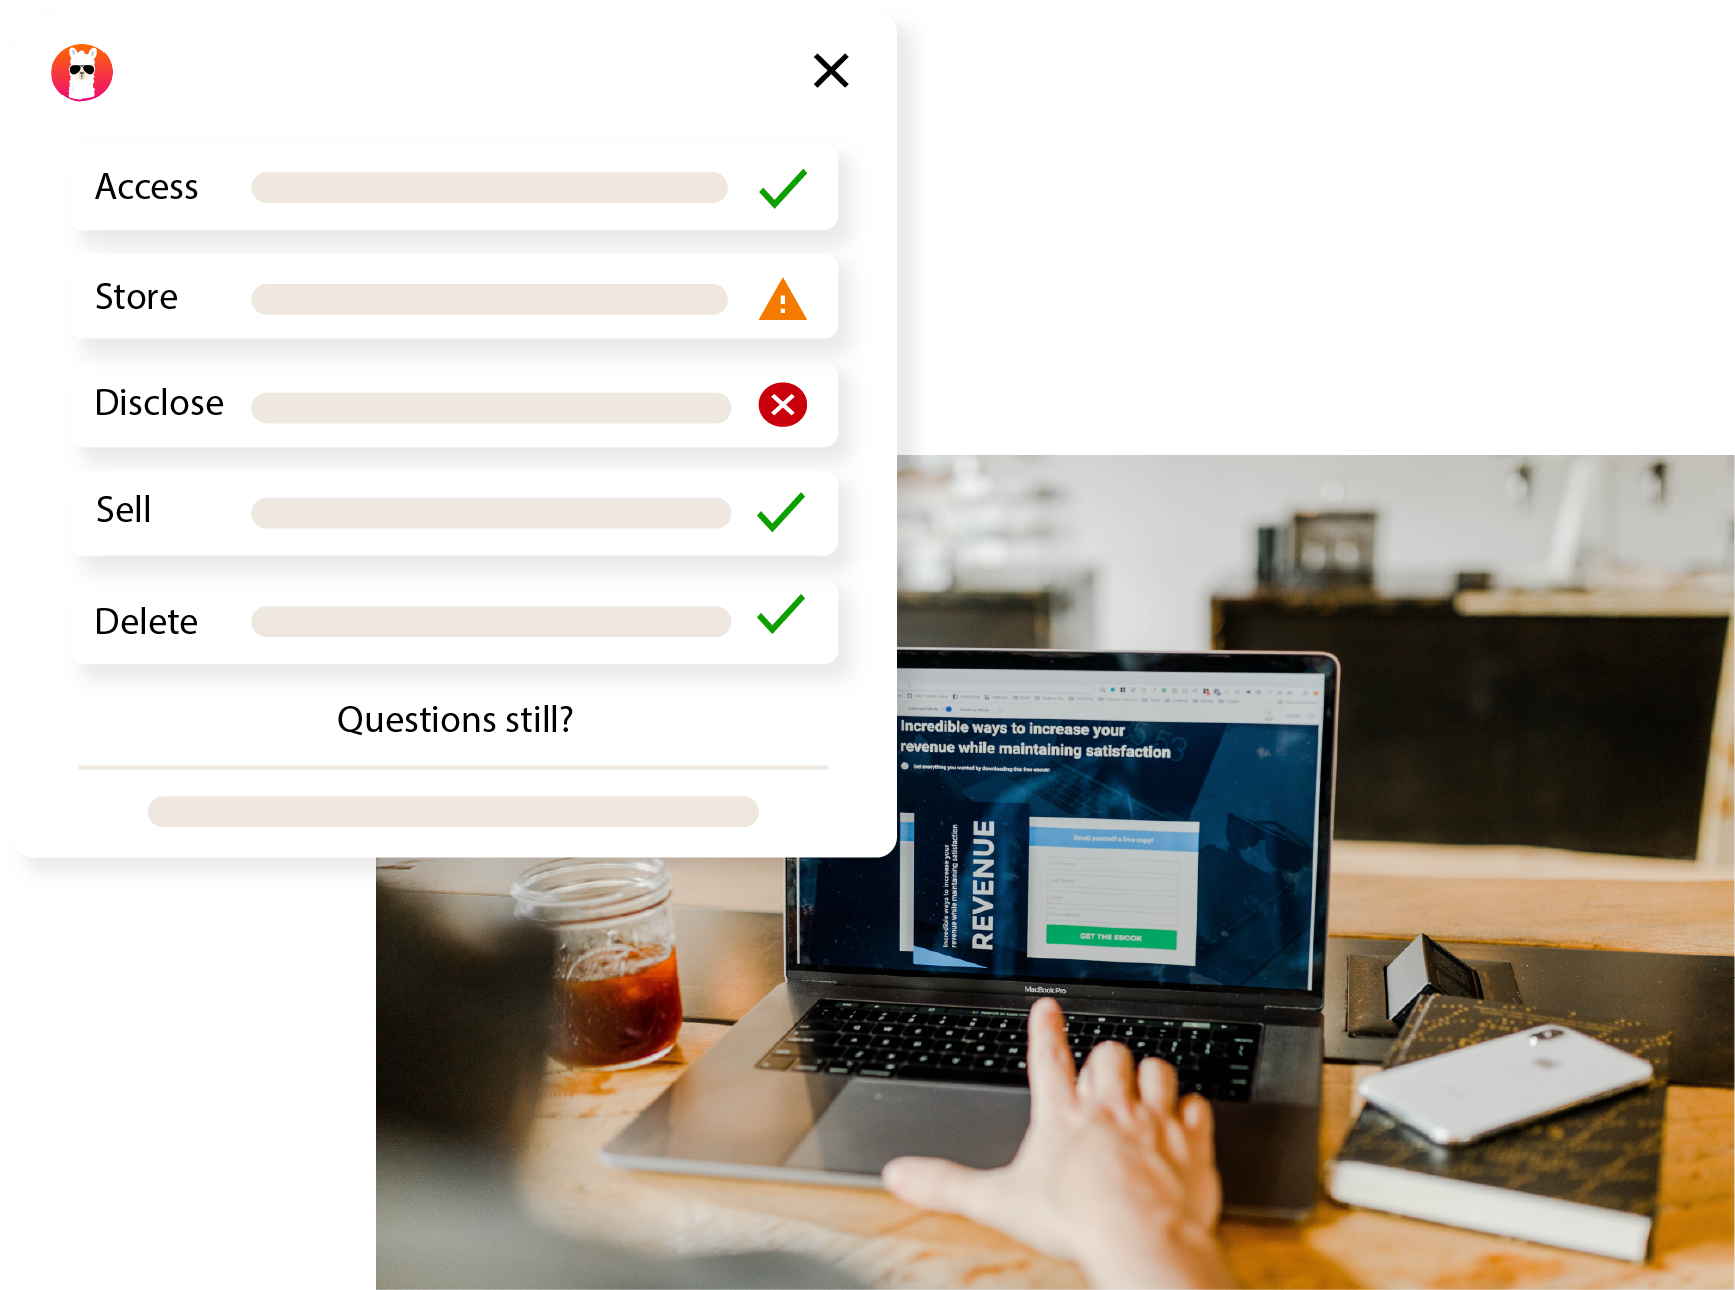 Access
Store
Disclose
Sell
Delete
Questions still?
Incredible ways to increase your
revenue while maintaining satisfaction
Get everything you wanted by downloading this free ebook!
Incredible ways to increase your
revenue while maintaining satisfaction
REVENUE
Email yourself a free copy!
GET THE EBOOK
MacBook Pro